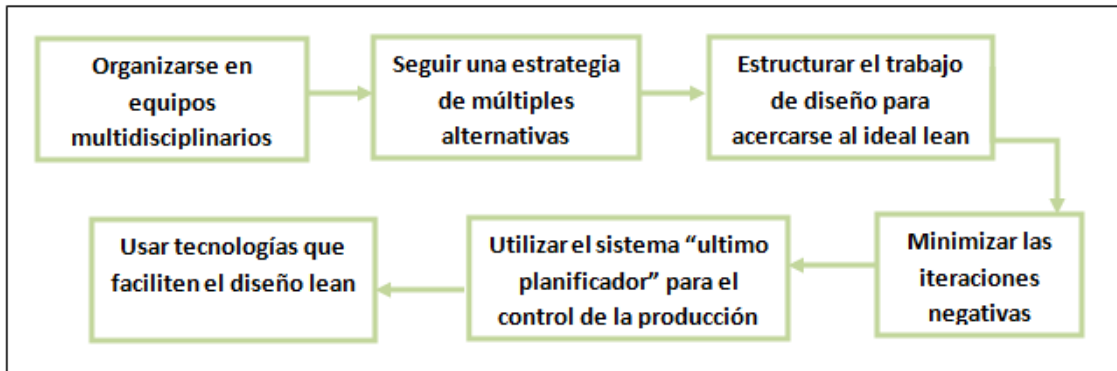 Organizarse en
equipos
multidisciplinarios
Seguir una estrategia
de múltiples
alternativas
Estructurar el trabajo
de diseño para
acercarse al ideal lean
Minimizar las
iteraciones
negativas
Utilizar el sistema “ultimo
planificador” para el
control de la producción
Usar tecnologías que
faciliten el diseño lean